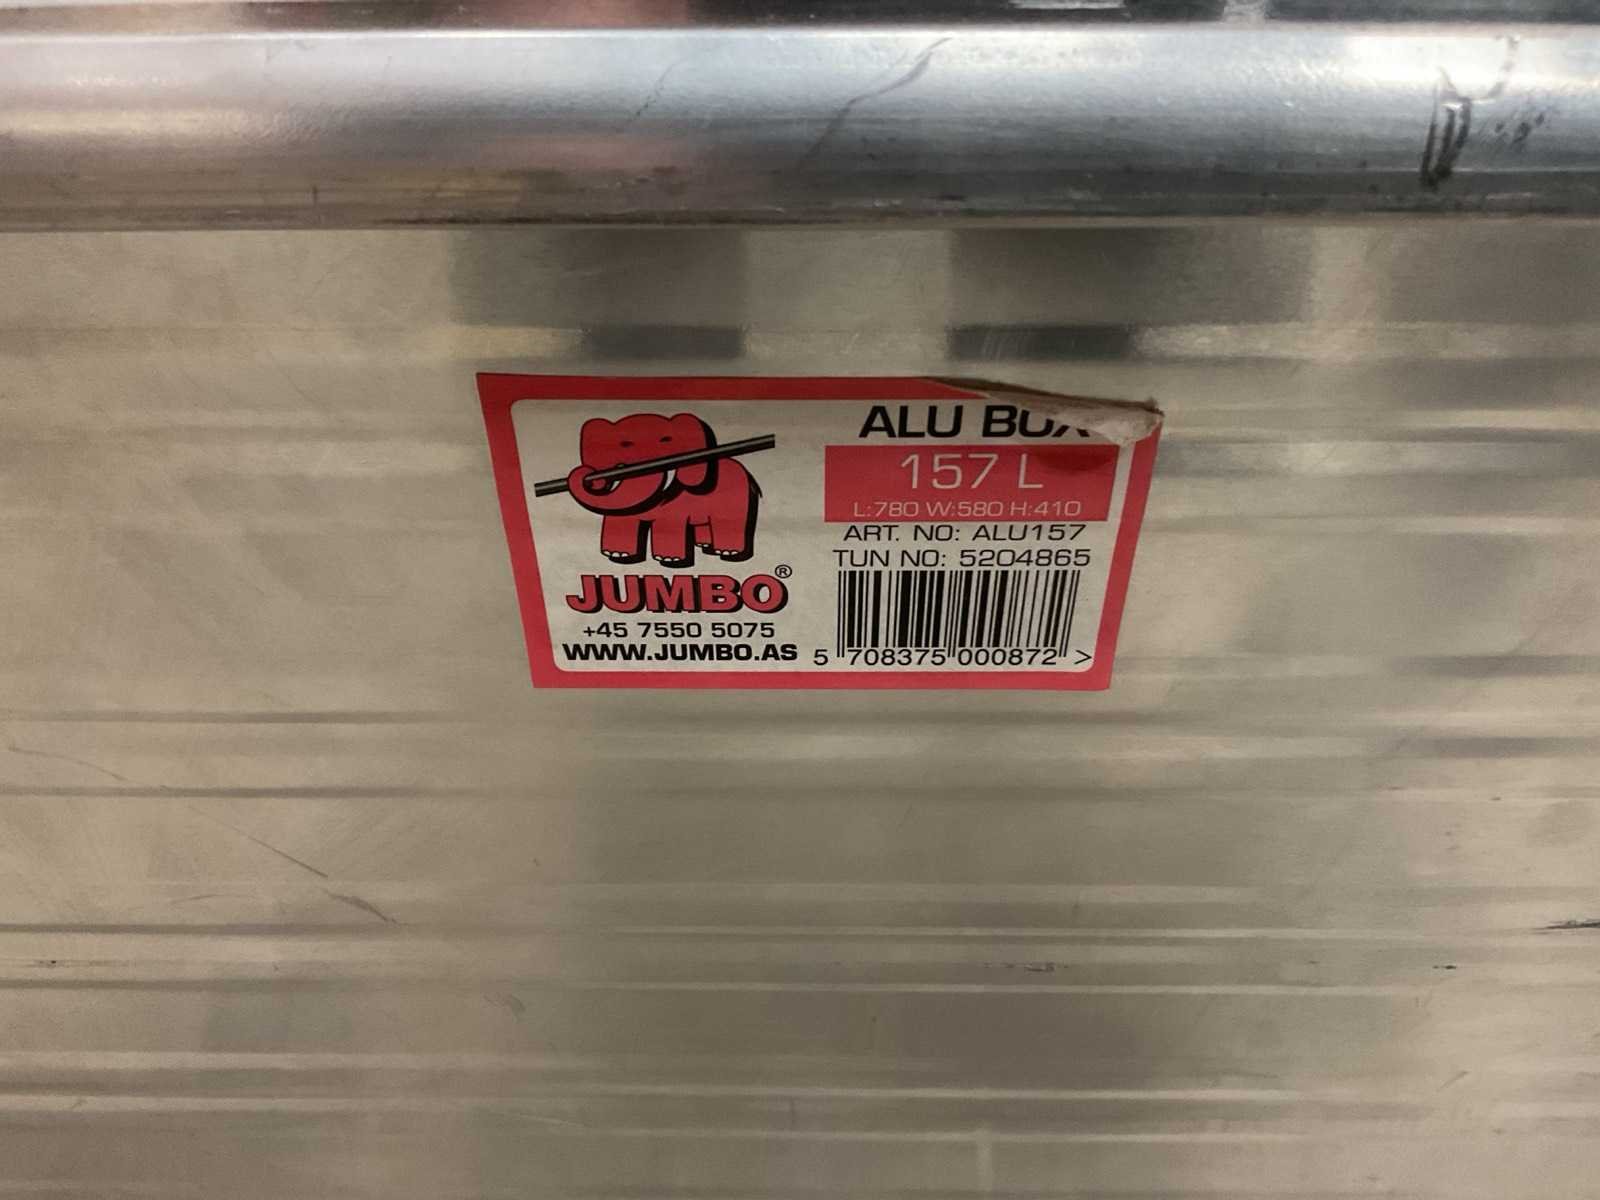 ALU BOX
157 L
L:780 W:580 H:410
ART. NO: ALU157
TUN NO: 5204865
5 708375 000872 >
JUMBO®
+45 7550 5075
WWW.JUMBO.AS